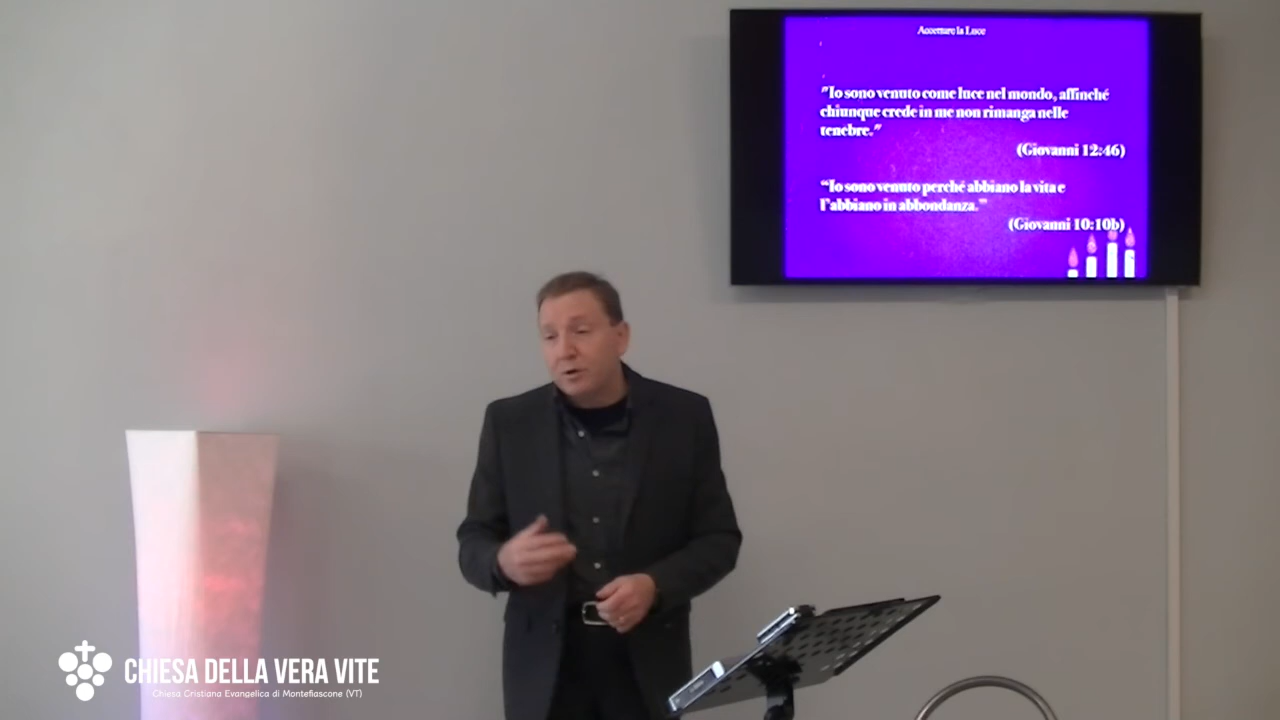 Accettare la Luce
"Io sono venuto come luce nel mondo, affinché
chiunque crede in me non rimanga nelle
tenebre."
(Giovanni 12:46)
“Io sono venuto perché abbiano la vita e
l'abbiano in abbondanza.”
(Giovanni 10:10b)
CHIESA DELLA VERA VITE
Chiesa Cristiana Evangelica di Montefiascone (VT)